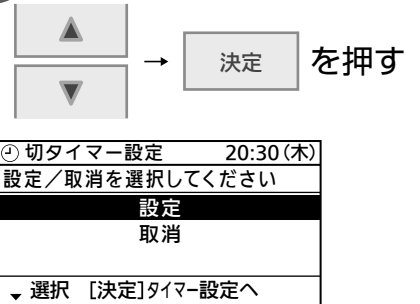 ▲
▼ → 決定 を押す
切タイマー設定 20:30(木)
設定／取消を選択してください
設定
取消
選択 [決定]ﾀｲﾏｰ設定へ